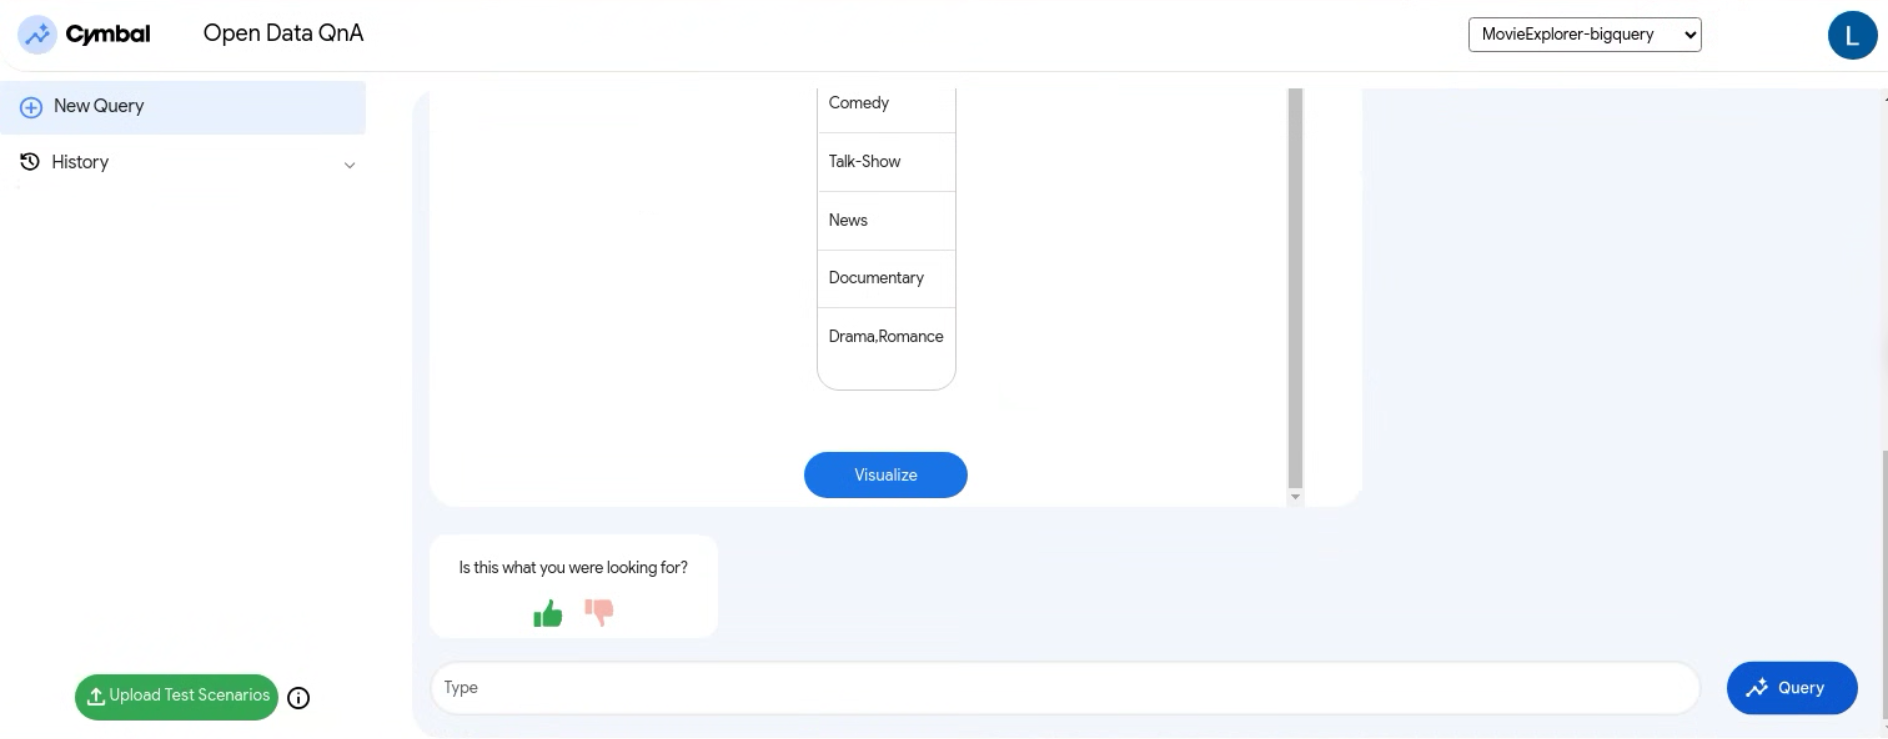 Cymbal
Open Data QnA
MovieExplorer-bigquery
L
New Query
History
Comedy
Talk-Show
News
Documentary
Drama,Romance
Visualize
Is this what you were looking for?
Upload Test Scenarios
Type
Query